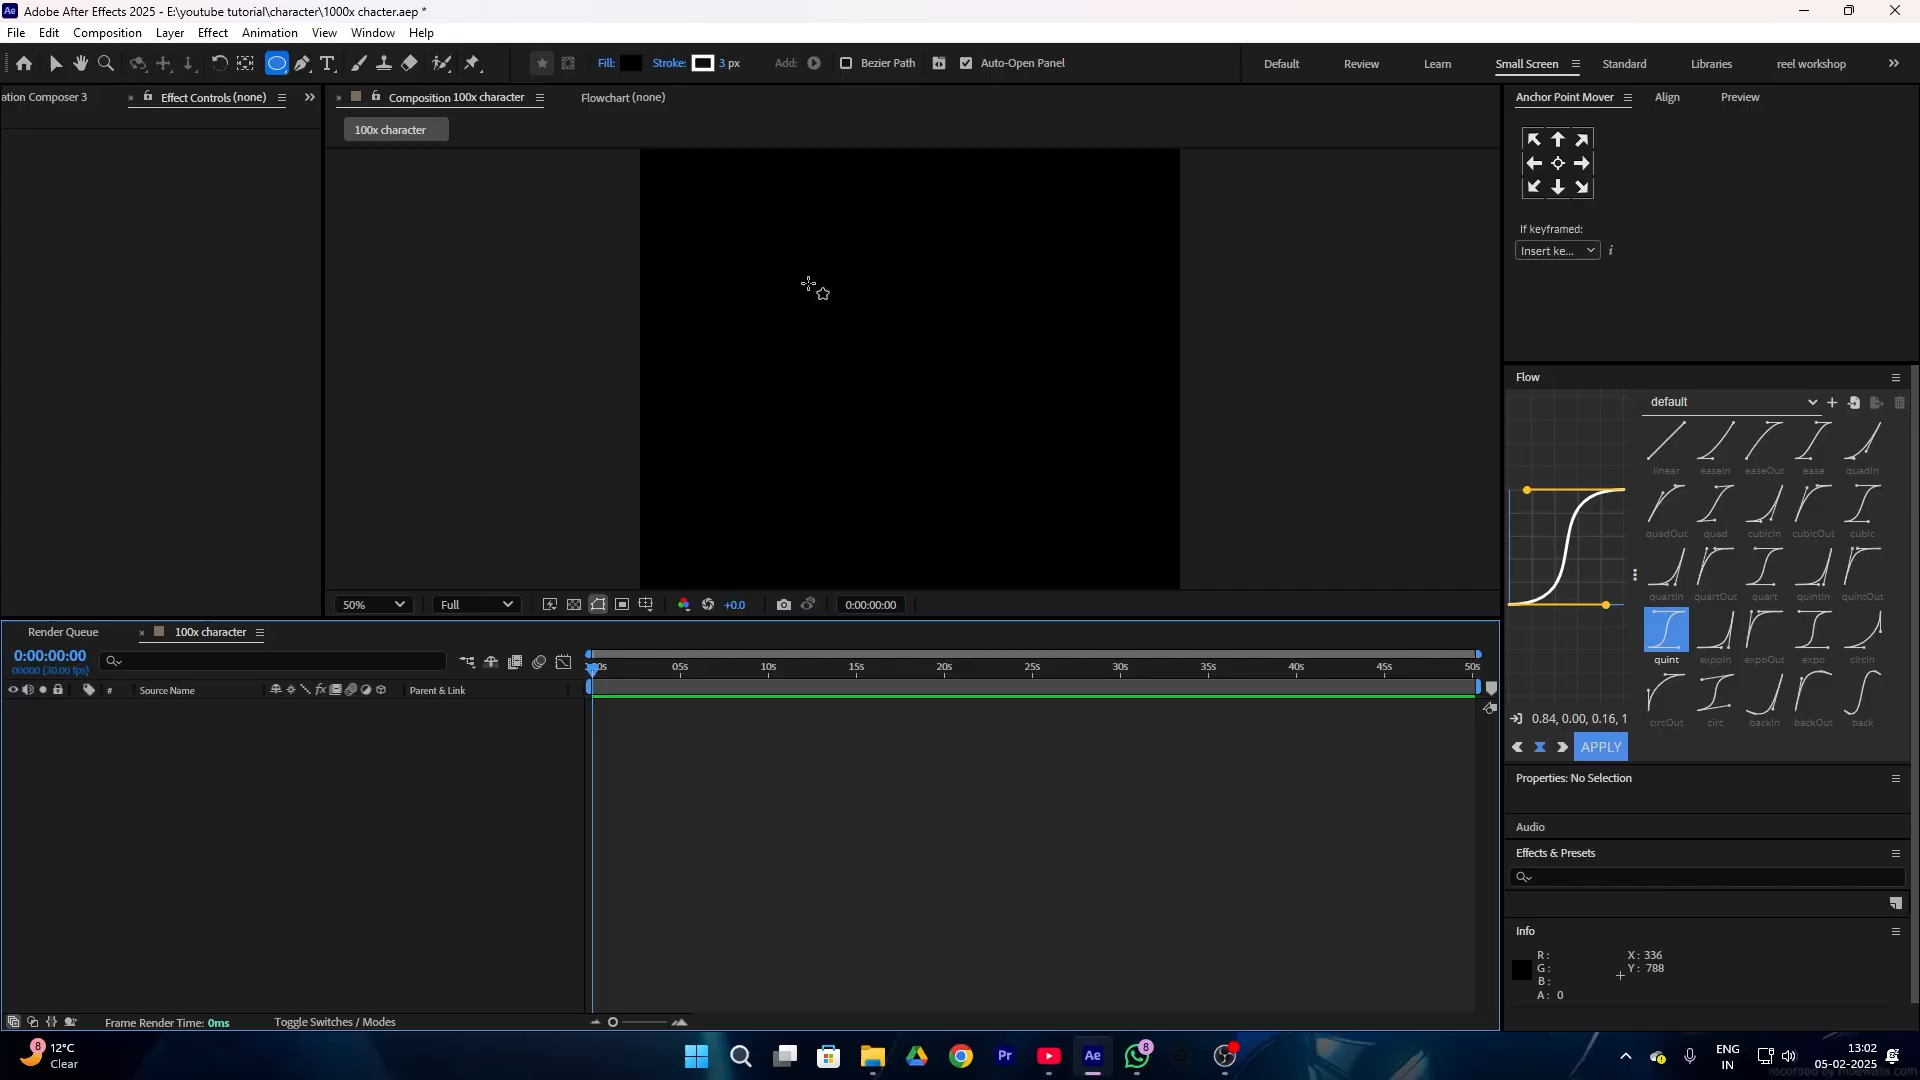 Adobe After Effects 2025 - E:\youtube tutorial\character\1000x chacter.aep *
File Edit Composition Layer Effect Animation View Window Help
Fill: Stroke: 3 px Add: Bezier Path Auto-Open Panel
Default Review Learn Small Screen Standard Libraries reel workshop
ation Composer 3 Effect Controls (none)
Composition 100x character Flowchart (none)
100x character
Anchor Point Mover Align Preview
If keyframed:
Insert ke...
50% Full +0.0 0:00:00:00
Flow
default
linear easeIn easeOut ease quadIn
quadOut quad cubicIn cubicOut cubic
quartIn quartOut quart quintIn quintOut
quint expoIn expoOut expo circIn
circOut circ backIn backOut back
0.84, 0.00, 0.16, 1
APPLY
Properties: No Selection
Audio
Effects & Presets
Info
R: X: 336
G: Y: 788
B:
A: 0
Render Queue 100x character
0:00:00:00
00000 (30.00 fps)
# Source Name Parent & Link
05s 10s 15s 20s 25s 30s 35s 40s 45s 50s
Frame Render Time: 0ms Toggle Switches / Modes
8 12°C
Clear
Pr Ae 8
ENG
IN
13:02
05-02-2025